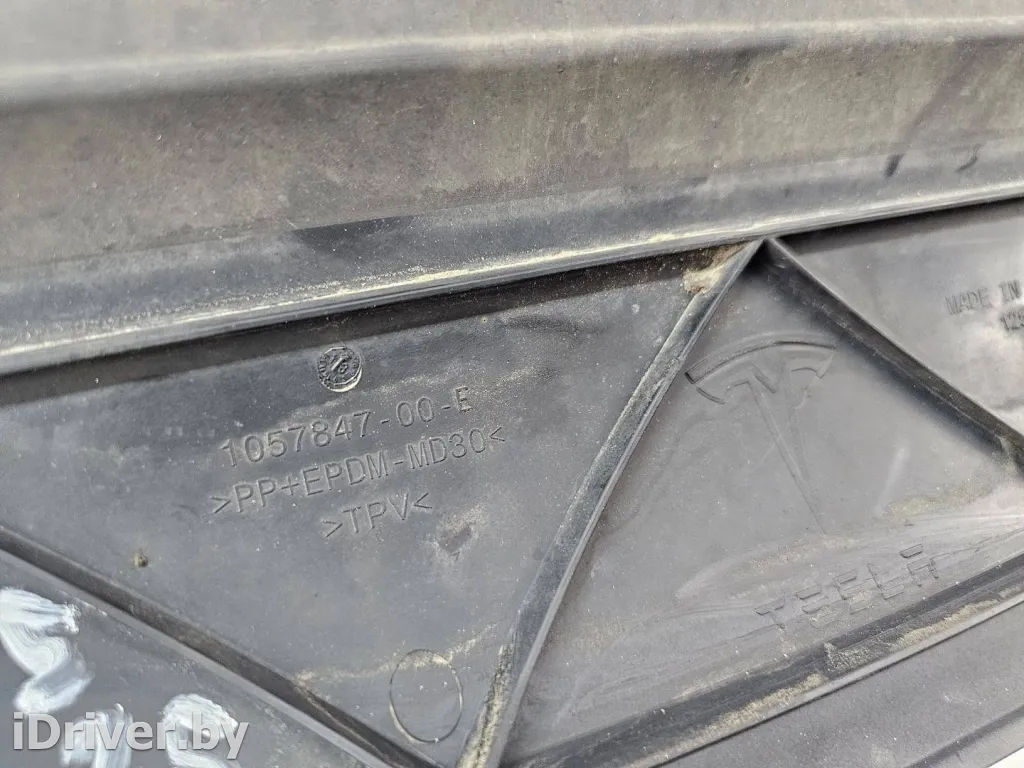 1057847-00-E
>PP+EPDM-MD30<
>TPV<
MADE IN
TESLA
iDriver.by